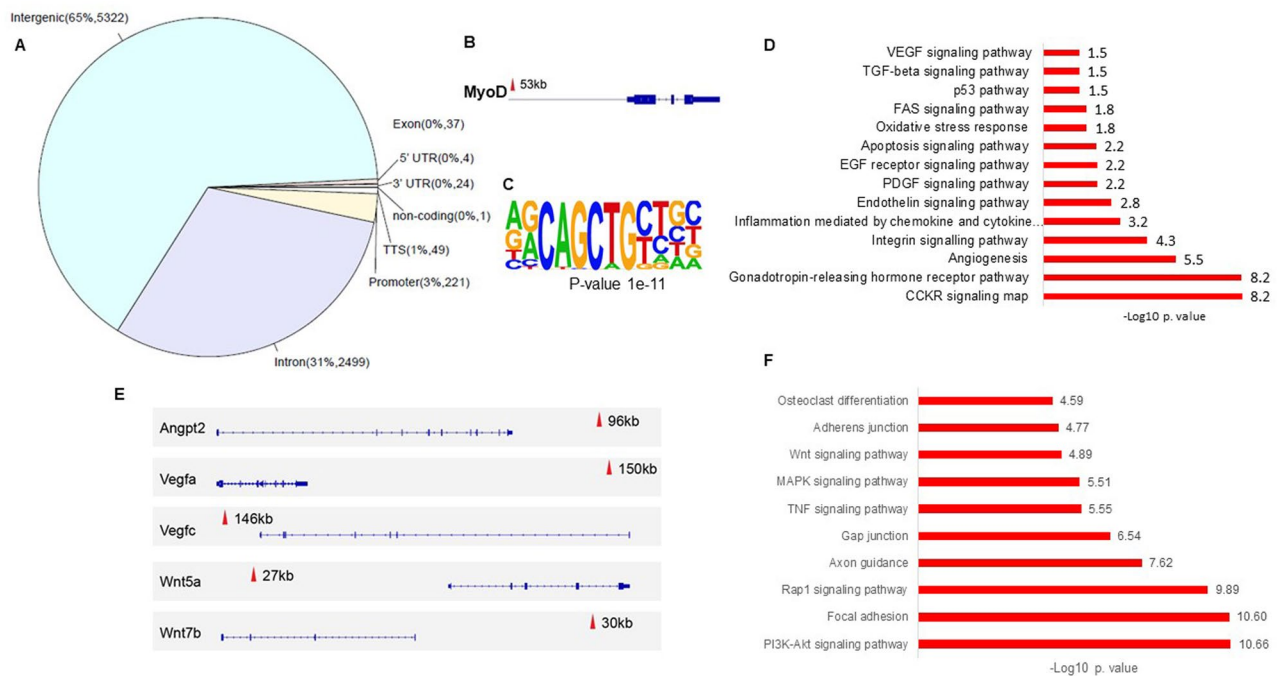 Intergenic(65%,5322)
A
Exon(0%,37)
5' UTR(0%,4)
3' UTR(0%,24)
non-coding(0%,1)
TTS(1%,49)
Promoter(3%,221)
Intron(31%,2499)
B
MyoD 53kb
C
CAGCTG
P-value 1e-11
D
VEGF signaling pathway 1.5
TGF-beta signaling pathway 1.5
p53 pathway 1.5
FAS signaling pathway 1.8
Oxidative stress response 1.8
Apoptosis signaling pathway 2.2
EGF receptor signaling pathway 2.2
PDGF signaling pathway 2.2
Endothelin signaling pathway 2.8
Inflammation mediated by chemokine and cytokine... 3.2
Integrin signalling pathway 4.3
Angiogenesis 5.5
Gonadotropin-releasing hormone receptor pathway 8.2
CCKR signaling map 8.2
-Log10 p. value
E
Angpt2 96kb
Vegfa 150kb
Vegfc 146kb
Wnt5a 27kb
Wnt7b 30kb
F
Osteoclast differentiation 4.59
Adherens junction 4.77
Wnt signaling pathway 4.89
MAPK signaling pathway 5.51
TNF signaling pathway 5.55
Gap junction 6.54
Axon guidance 7.62
Rap1 signaling pathway 9.89
Focal adhesion 10.60
PI3K-Akt signaling pathway 10.66
-Log10 p. value